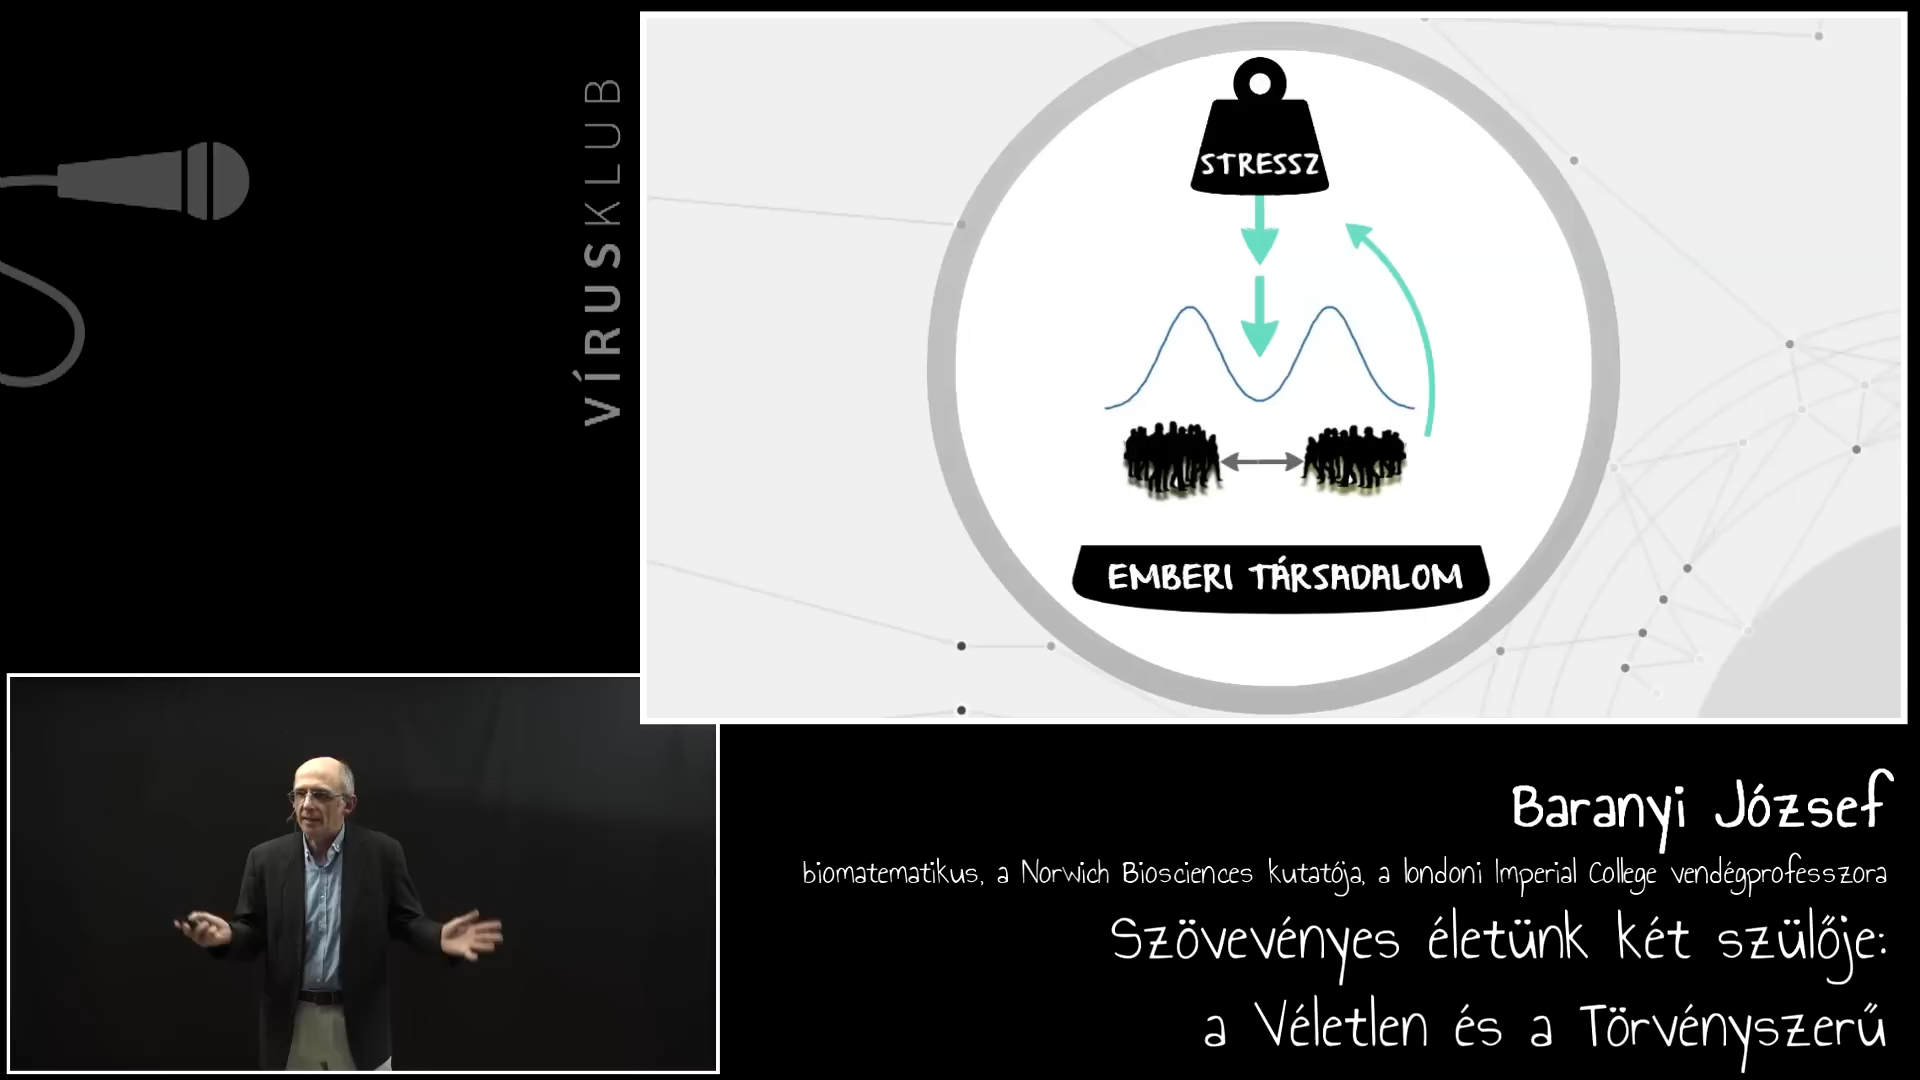 VÍRUSKLUB
STRESSZ
EMBERI TÁRSADALOM
Baranyi József
biomatematikus, a Norwich Biosciences kutatója, a londoni Imperial College vendégprofesszora
Szövevényes életünk két szülője:
a Véletlen és a Törvényszerű